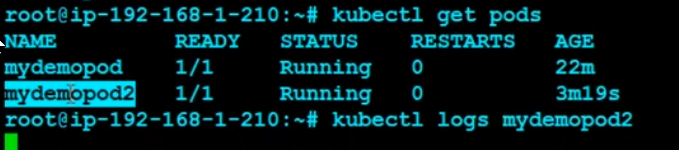 root@ip-192-168-1-210:~# kubectl get pods
NAME READY STATUS RESTARTS AGE
mydemopod 1/1 Running 0 22m
mydemopod2 1/1 Running 0 3m19s
root@ip-192-168-1-210:~# kubectl logs mydemopod2